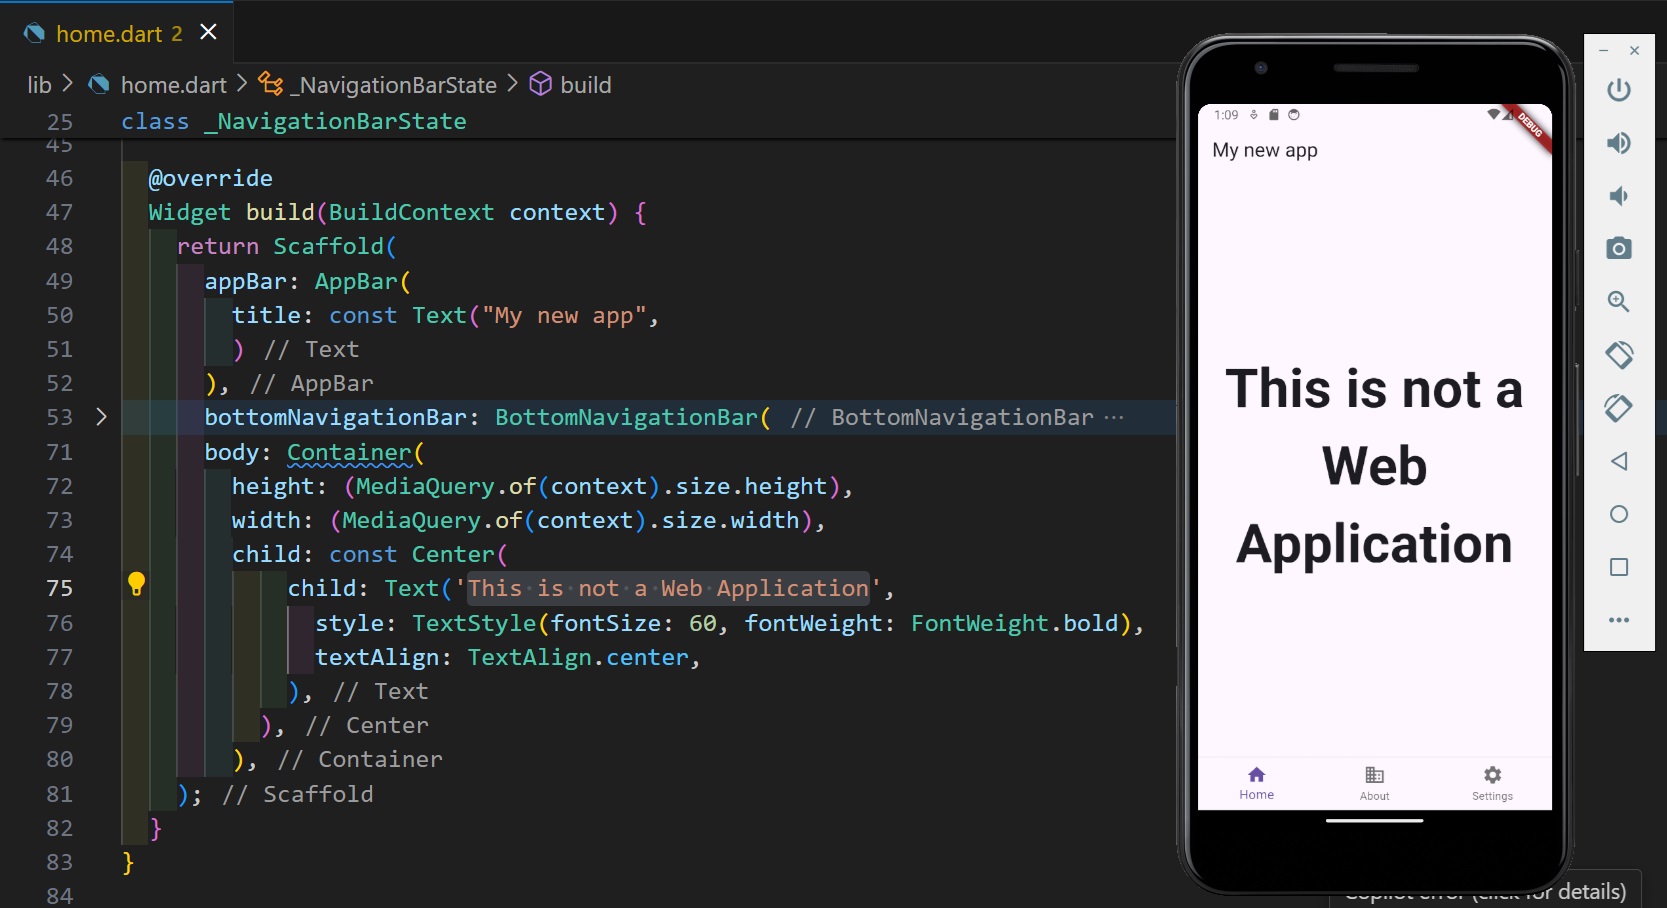 home.dart 2
lib > home.dart > _NavigationBarState > build
25 class _NavigationBarState
45
46 @override
47 Widget build(BuildContext context) {
48 return Scaffold(
49 appBar: AppBar(
50 title: const Text("My new app",
51 ) // Text
52 ), // AppBar
53 bottomNavigationBar: BottomNavigationBar( // BottomNavigationBar ···
71 body: Container(
72 height: (MediaQuery.of(context).size.height),
73 width: (MediaQuery.of(context).size.width),
74 child: const Center(
75 child: Text('This is not a Web Application',
76 style: TextStyle(fontSize: 60, fontWeight: FontWeight.bold),
77 textAlign: TextAlign.center,
78 ), // Text
79 ), // Center
80 ), // Container
81 ); // Scaffold
82 }
83 }
84
1:09
DEBUG
My new app
This is not a
Web
Application
Home About Settings
Copilot error (click for details)